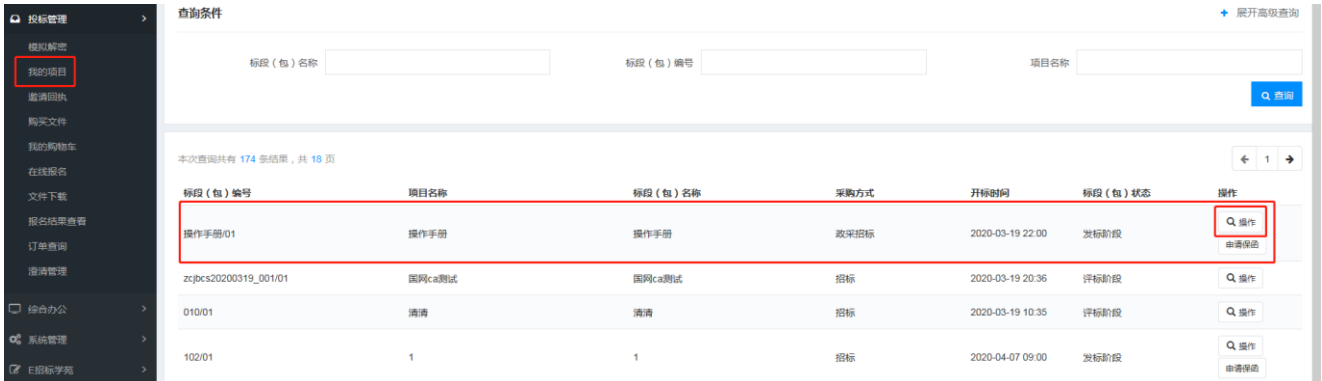 投标管理
模拟解密
我的项目
邀请回执
购买文件
我的购物车
在线报名
文件下载
报名结果查看
订单查询
澄清管理
综合办公
系统管理
E招标学苑
查询条件
展开高级查询
标段（包）名称 标段（包）编号 项目名称
查询
本次查询共有 174 条结果，共 18 页
1
标段（包）编号 项目名称 标段（包）名称 采购方式 开标时间 标段（包）状态 操作
操作手册/01 操作手册 操作手册 政采招标 2020-03-19 22:00 发标阶段 操作
申请保函
zcjbcs20200319_001/01 国网ca测试 国网ca测试 招标 2020-03-19 20:36 评标阶段 操作
010/01 清清 清清 招标 2020-03-19 10:35 评标阶段 操作
102/01 1 1 招标 2020-04-07 09:00 发标阶段 操作
申请保函